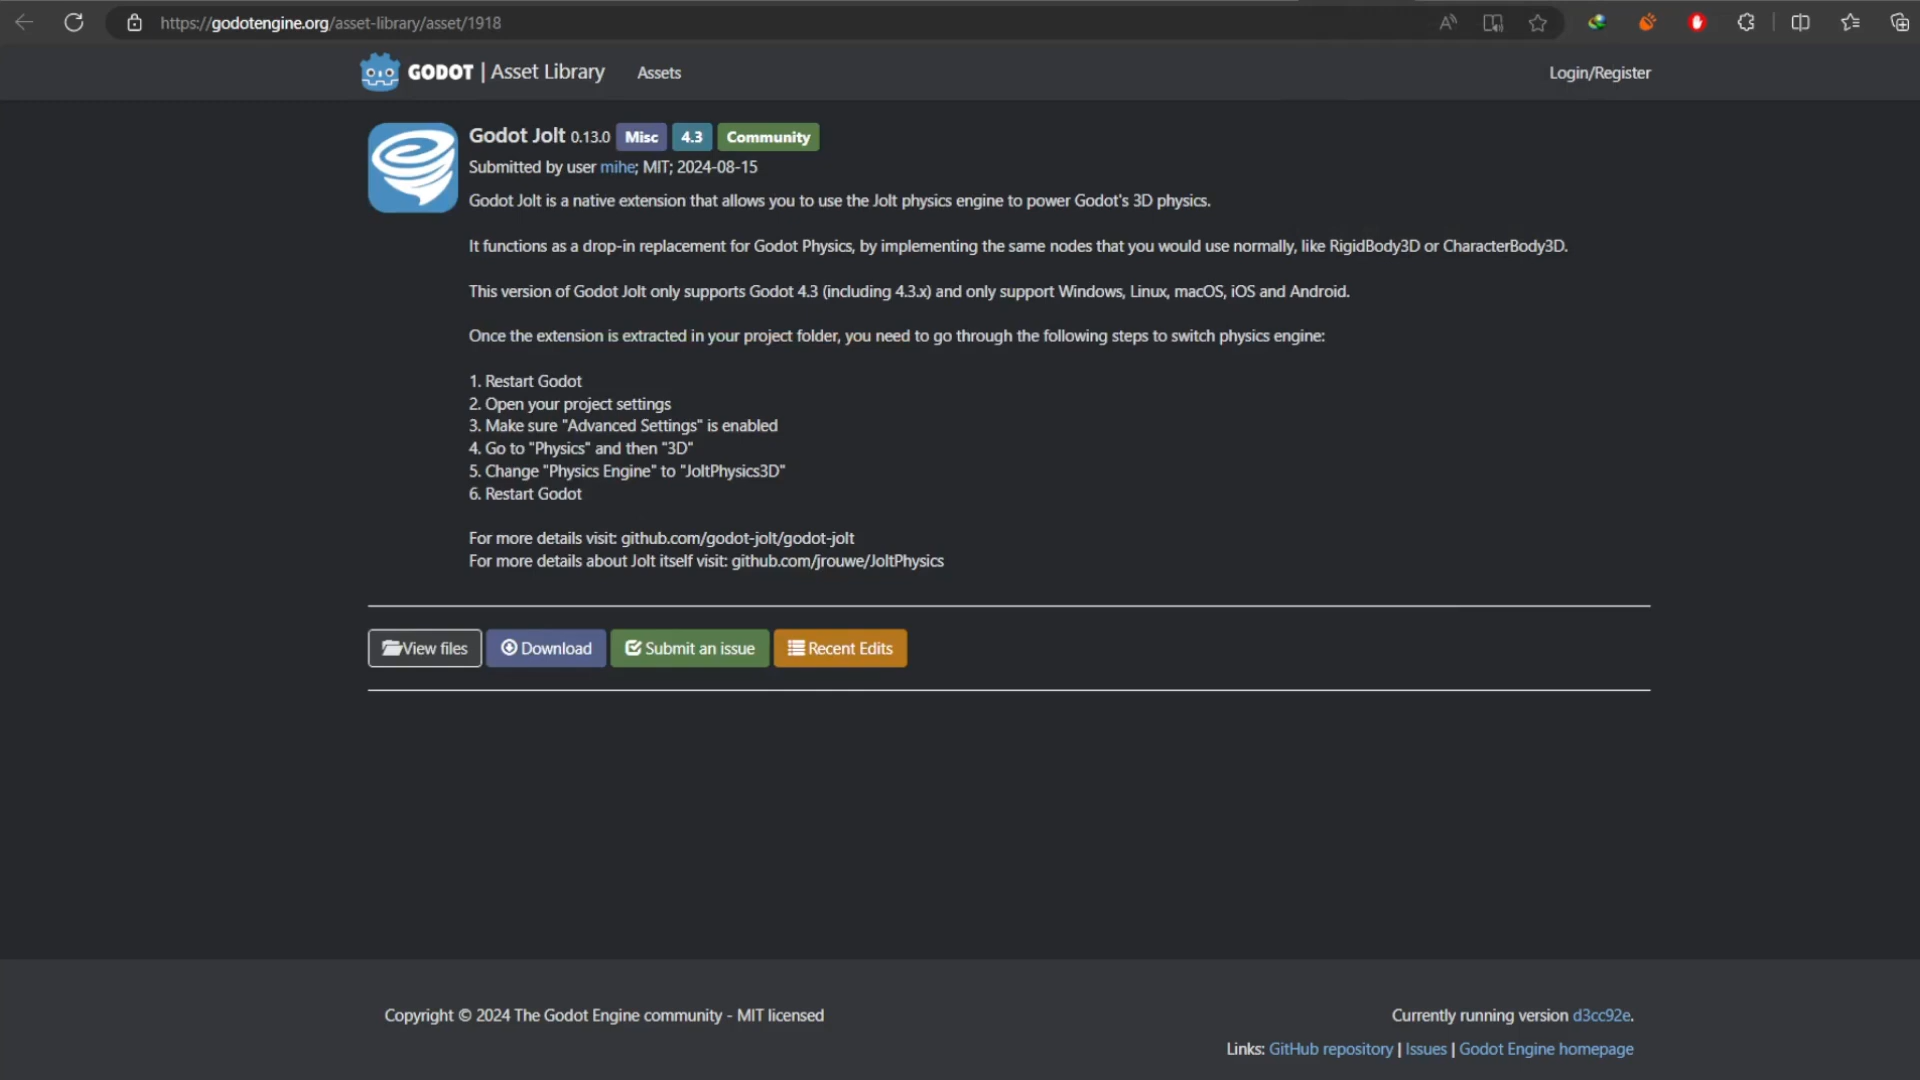 https://godotengine.org/asset-library/asset/1918
GODOT | Asset Library Assets Login/Register
Godot Jolt 0.13.0 Misc 4.3 Community
Submitted by user mihe; MIT; 2024-08-15
Godot Jolt is a native extension that allows you to use the Jolt physics engine to power Godot's 3D physics.
It functions as a drop-in replacement for Godot Physics, by implementing the same nodes that you would use normally, like RigidBody3D or CharacterBody3D.
This version of Godot Jolt only supports Godot 4.3 (including 4.3.x) and only support Windows, Linux, macOS, iOS and Android.
Once the extension is extracted in your project folder, you need to go through the following steps to switch physics engine:
1. Restart Godot
2. Open your project settings
3. Make sure "Advanced Settings" is enabled
4. Go to "Physics" and then "3D"
5. Change "Physics Engine" to "JoltPhysics3D"
6. Restart Godot
For more details visit: github.com/godot-jolt/godot-jolt
For more details about Jolt itself visit: github.com/jrouwe/JoltPhysics
View files Download Submit an issue Recent Edits
Copyright © 2024 The Godot Engine community - MIT licensed
Currently running version d3cc92e.
Links: GitHub repository | Issues | Godot Engine homepage